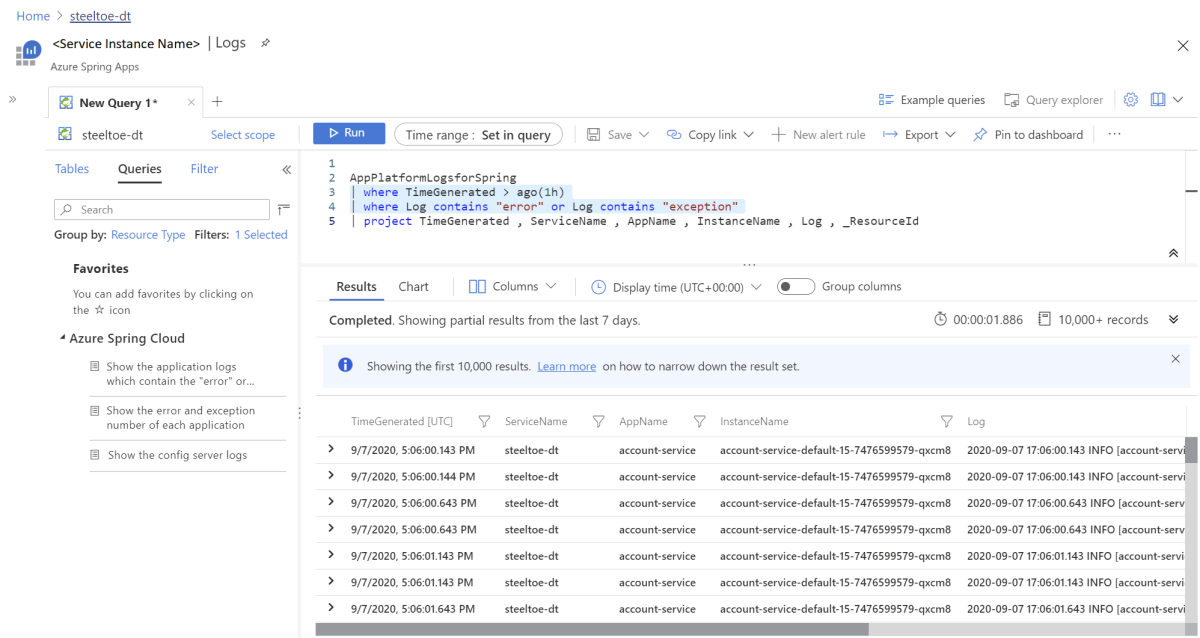 Home > steeltoe-dt
<Service Instance Name> | Logs
Azure Spring Apps
New Query 1*
Example queries Query explorer
steeltoe-dt Select scope
Run Time range : Set in query Save Copy link New alert rule Export Pin to dashboard ...
Tables Queries Filter
Search
Group by: Resource Type Filters: 1 Selected
Favorites
You can add favorites by clicking on
the ☆ icon
Azure Spring Cloud
Show the application logs
which contain the "error" or...
Show the error and exception
number of each application
Show the config server logs
1
2 AppPlatformLogsforSpring
3 | where TimeGenerated > ago(1h)
4 | where Log contains "error" or Log contains "exception"
5 | project TimeGenerated , ServiceName , AppName , InstanceName , Log , _ResourceId
Results Chart Columns Display time (UTC+00:00) Group columns
Completed. Showing partial results from the last 7 days. 00:00:01.886 10,000+ records
Showing the first 10,000 results. Learn more on how to narrow down the result set.
TimeGenerated [UTC] ServiceName AppName InstanceName Log
9/7/2020, 5:06:00.143 PM steeltoe-dt account-service account-service-default-15-7476599579-qxcm8 2020-09-07 17:06:00.143 INFO [account-servi
9/7/2020, 5:06:00.144 PM steeltoe-dt account-service account-service-default-15-7476599579-qxcm8 2020-09-07 17:06:00.143 INFO [account-servi
9/7/2020, 5:06:00.643 PM steeltoe-dt account-service account-service-default-15-7476599579-qxcm8 2020-09-07 17:06:00.643 INFO [account-serv
9/7/2020, 5:06:00.643 PM steeltoe-dt account-service account-service-default-15-7476599579-qxcm8 2020-09-07 17:06:00.643 INFO [account-serv
9/7/2020, 5:06:01.143 PM steeltoe-dt account-service account-service-default-15-7476599579-qxcm8 2020-09-07 17:06:01.143 INFO [account-servi
9/7/2020, 5:06:01.143 PM steeltoe-dt account-service account-service-default-15-7476599579-qxcm8 2020-09-07 17:06:01.143 INFO [account-servi
9/7/2020, 5:06:01.643 PM steeltoe-dt account-service account-service-default-15-7476599579-qxcm8 2020-09-07 17:06:01.643 INFO [account-servi